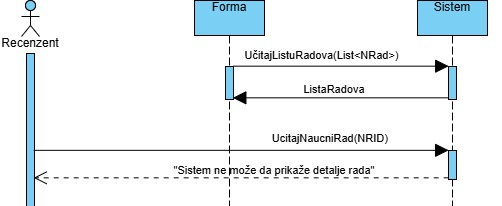 Forma
Sistem
Recenzent
UčitajListuRadova(List<NRad>)
ListaRadova
UcitajNaucniRad(NRID)
"Sistem ne može da prikaže detalje rada"